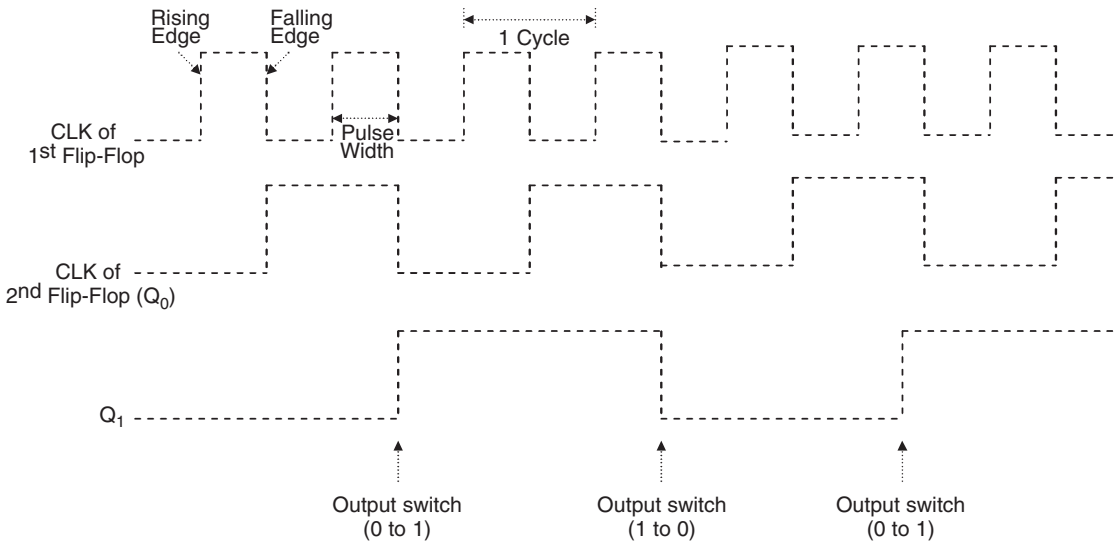 Rising
Edge
Falling
Edge
1 Cycle
CLK of
1st Flip-Flop
Pulse
Width
CLK of
2nd Flip-Flop (Q0)
Q1
Output switch
(0 to 1)
Output switch
(1 to 0)
Output switch
(0 to 1)